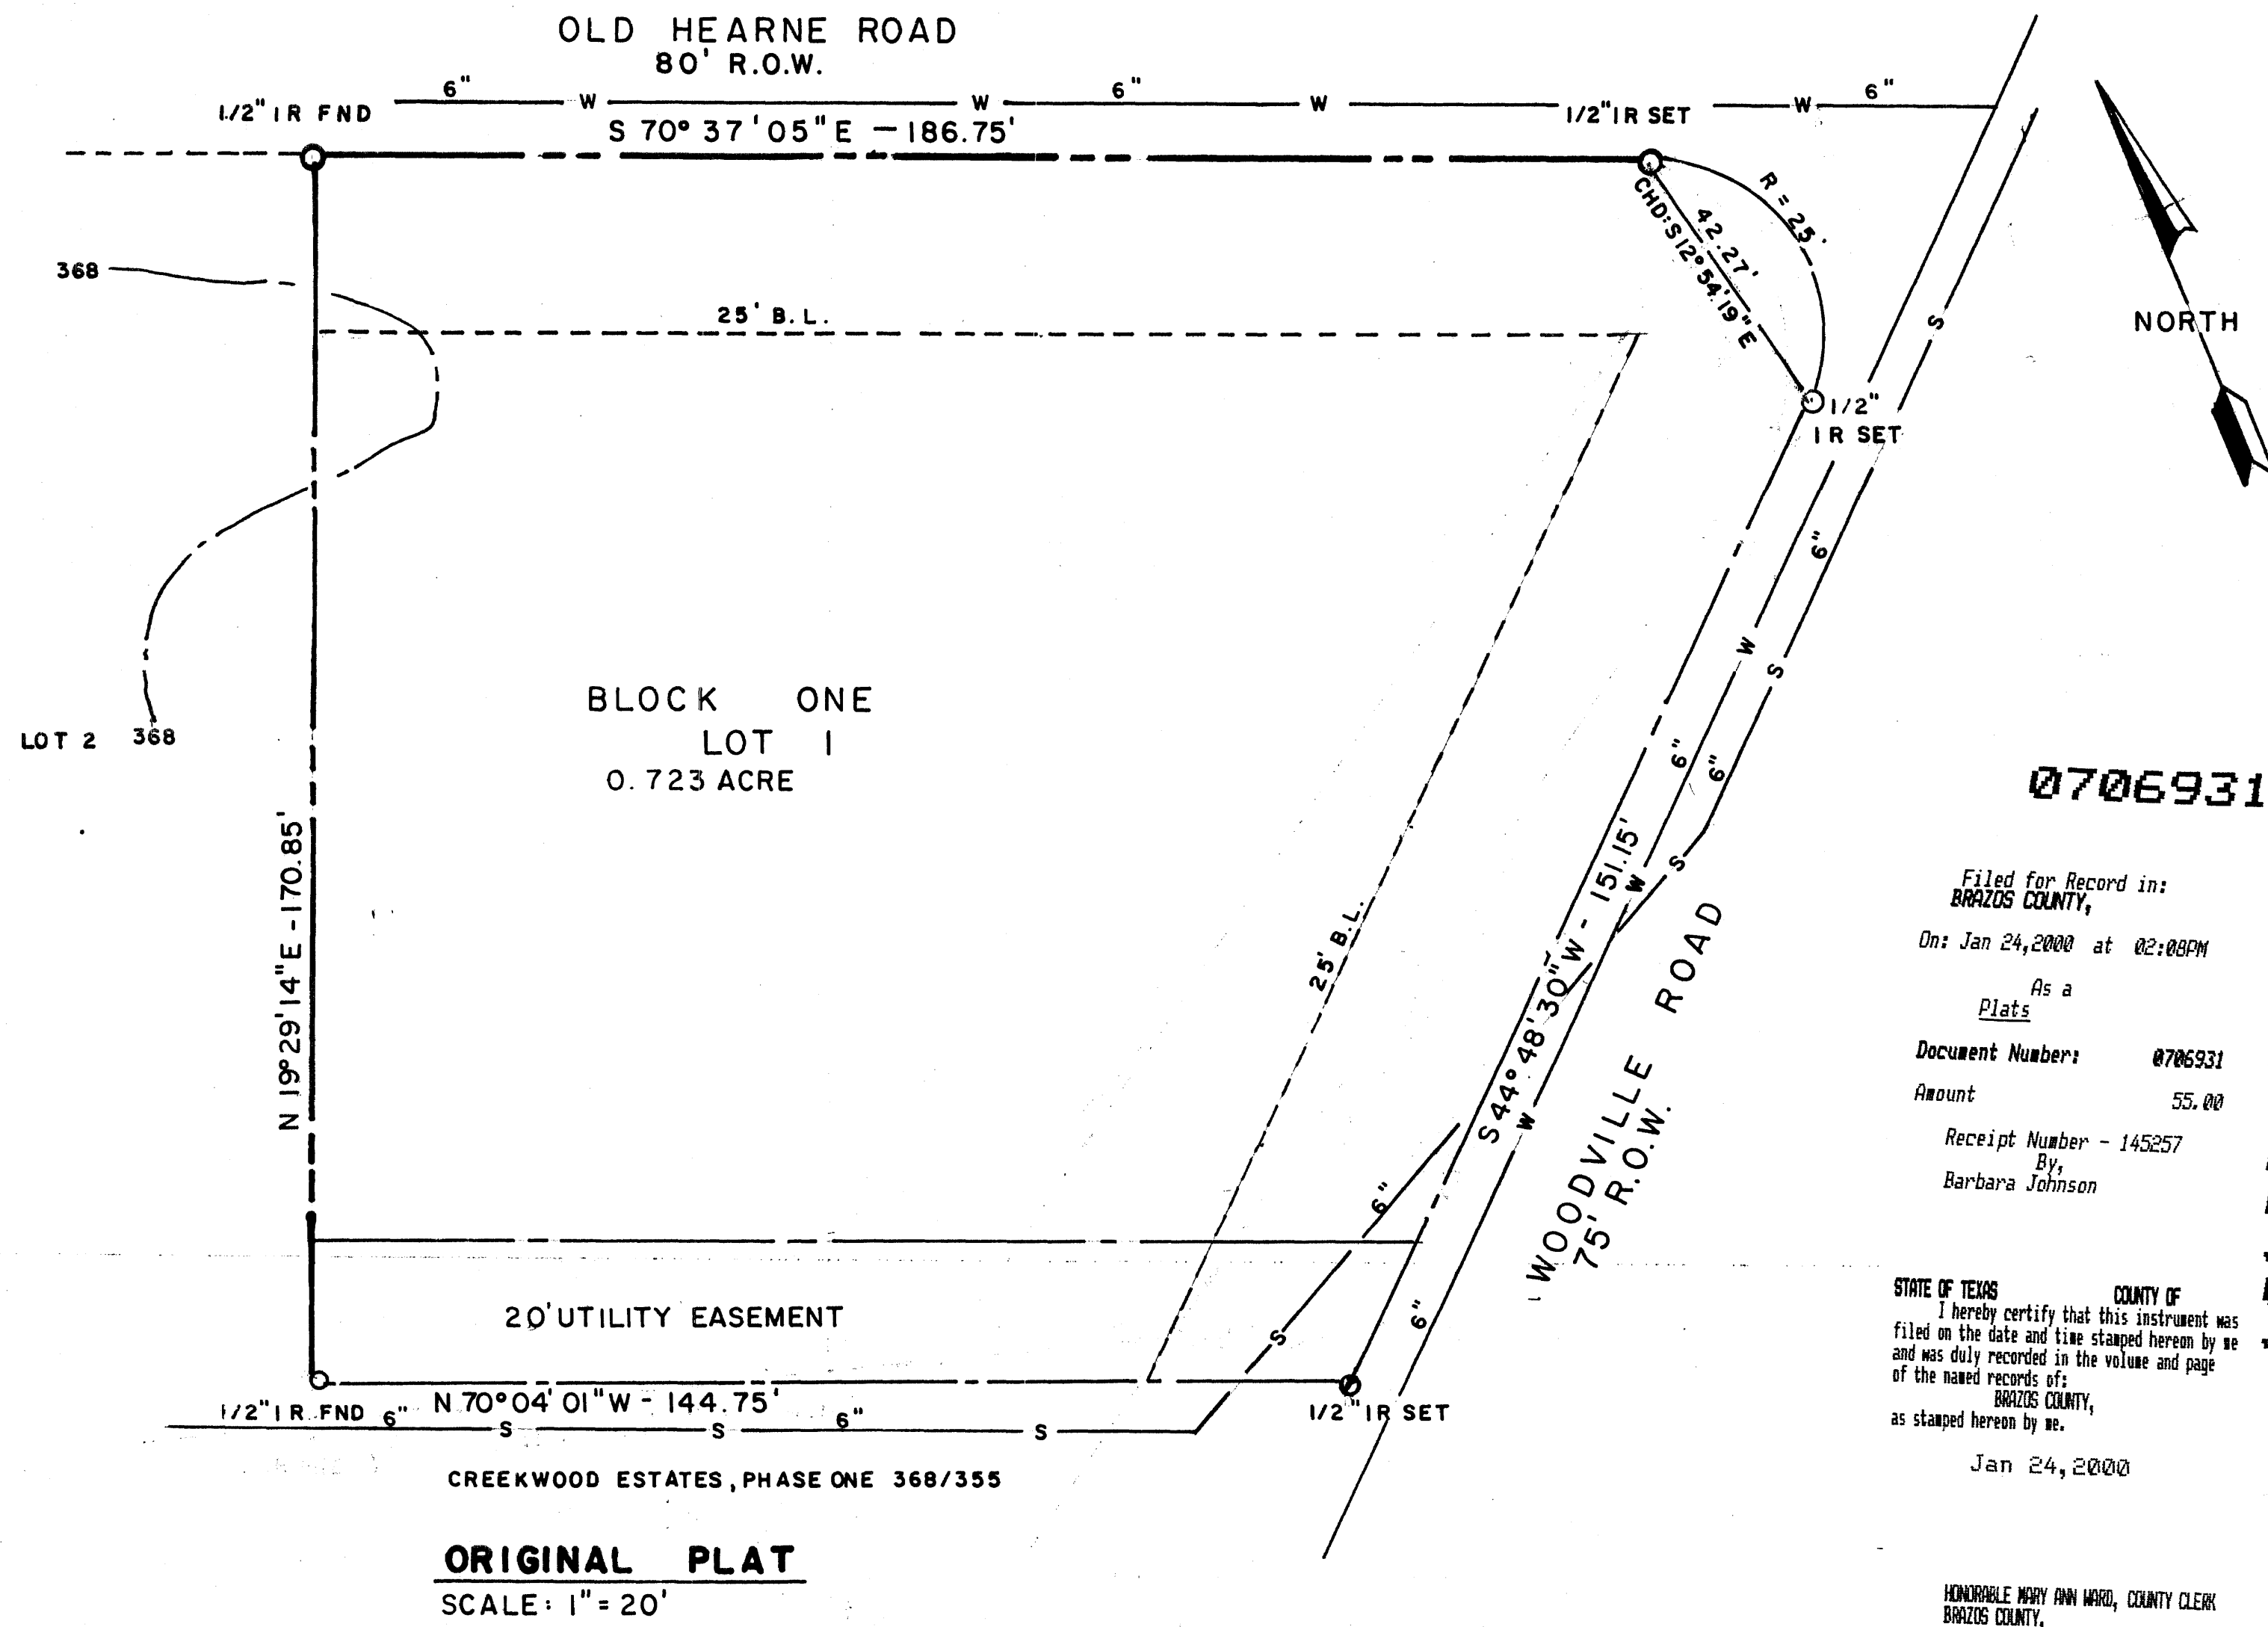 OLD HEARNE ROAD
80' R.O.W.
6" W W 6" W W 6"
1/2" IR FND
S 70° 37' 05" E - 186.75'
1/2" IR SET
R = 25'
42.27'
CHD: S 12° 54' 19" E
368
25' B.L.
S
NORTH
1/2"
IR SET
6"
W
S
BLOCK ONE
LOT 1
0.723 ACRE
LOT 2 368
6"
6"
0706931
N 19° 29' 14" E - 170.85'
S 44° 48' 30" W - 151.15'
W
S
25' B.L.
W
WOODVILLE ROAD
75' R.O.W.
Filed for Record in:
BRAZOS COUNTY,
On: Jan 24,2000 at 02:08PM
As a
Plats
Document Number: 0706931
Amount 55.00
Receipt Number - 145257
By,
Barbara Johnson
6"
6"
S
20' UTILITY EASEMENT
STATE OF TEXAS COUNTY OF
I hereby certify that this instrument was
filed on the date and time stamped hereon by me
and was duly recorded in the volume and page
of the named records of:
BRAZOS COUNTY,
as stamped hereon by me.
Jan 24,2000
N 70° 04' 01" W - 144.75'
1/2" IR FND 6" S S 6" S
1/2" IR SET
CREEKWOOD ESTATES, PHASE ONE 368/355
ORIGINAL PLAT
SCALE: 1" = 20'
HONORABLE MARY ANN WARD, COUNTY CLERK
BRAZOS COUNTY,